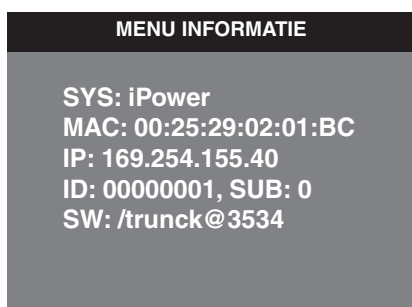 MENU INFORMATIE
SYS: iPower
MAC: 00:25:29:02:01:BC
IP: 169.254.155.40
ID: 00000001, SUB: 0
SW: /trunck@3534